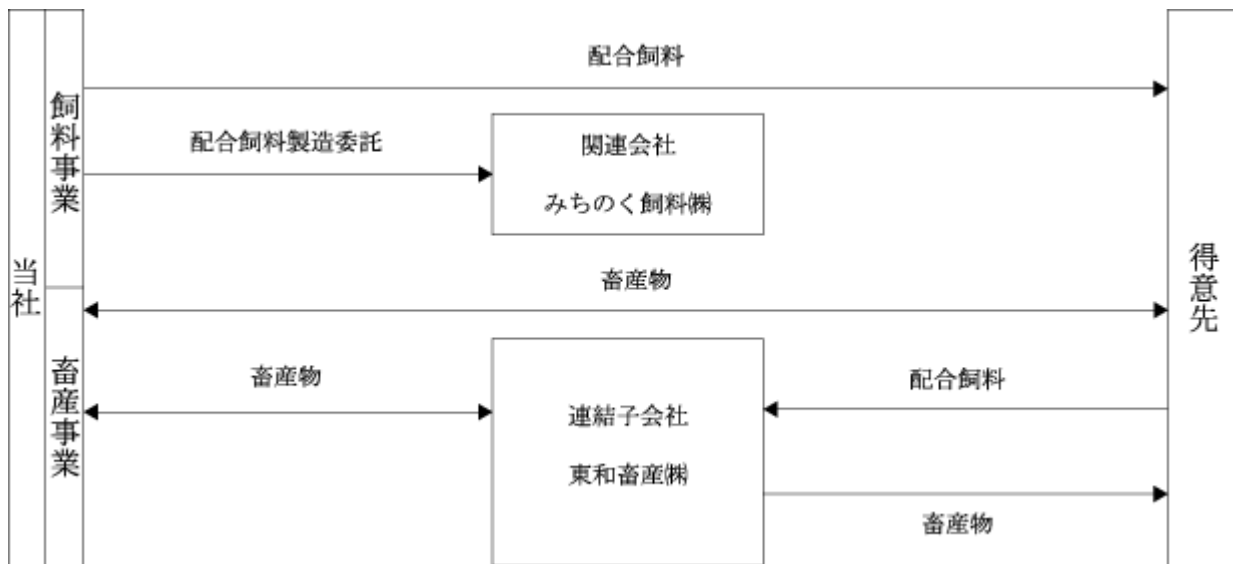 当社
飼料事業
畜産事業
配合飼料
配合飼料製造委託
関連会社
みちのく飼料㈱
畜産物
畜産物
連結子会社
東和畜産㈱
配合飼料
畜産物
得意先